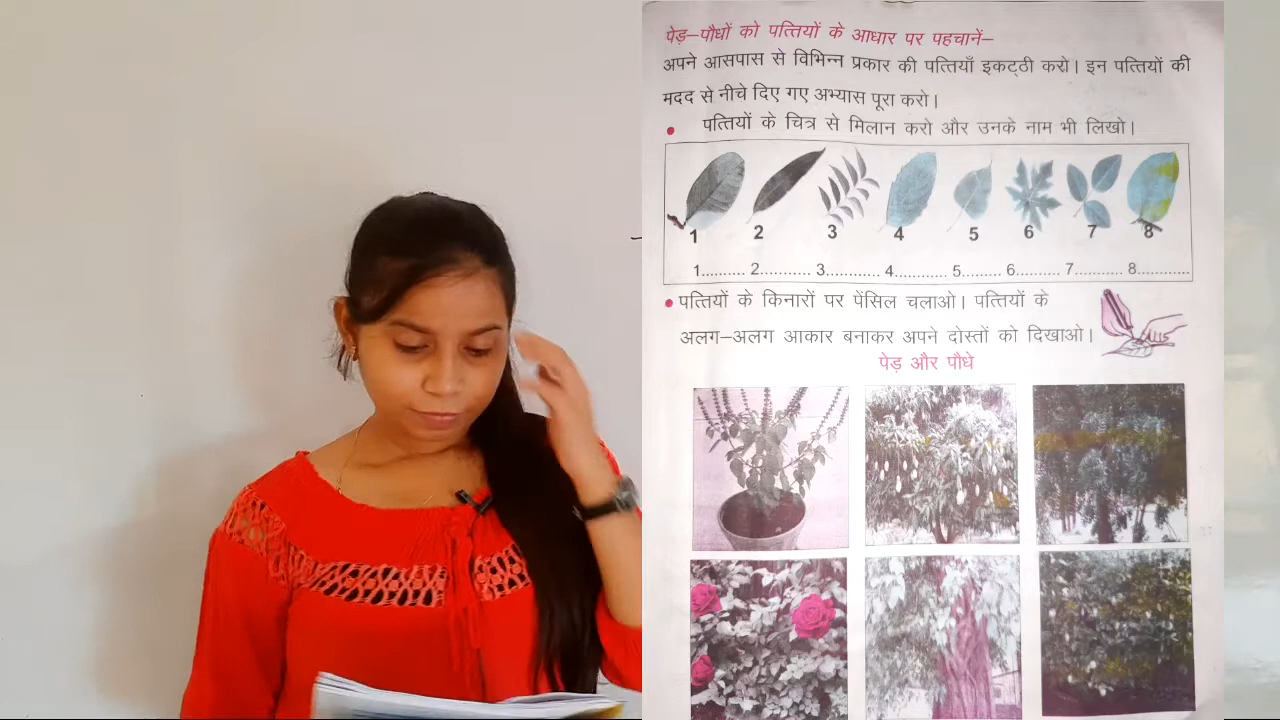 पेड़–पौधों को पत्तियों के आधार पर पहचानें–
अपने आसपास से विभिन्न प्रकार की पत्तियाँ इकट्ठी करो। इन पत्तियों की
मदद से नीचे दिए गए अभ्यास पूरा करो।
• पत्तियों के चित्र से मिलान करो और उनके नाम भी लिखो।
1 2 3 4 5 6 7 8
1.......... 2........... 3............ 4............ 5......... 6.......... 7........... 8............
• पत्तियों के किनारों पर पेंसिल चलाओ। पत्तियों के
अलग–अलग आकार बनाकर अपने दोस्तों को दिखाओ।
पेड़ और पौधे